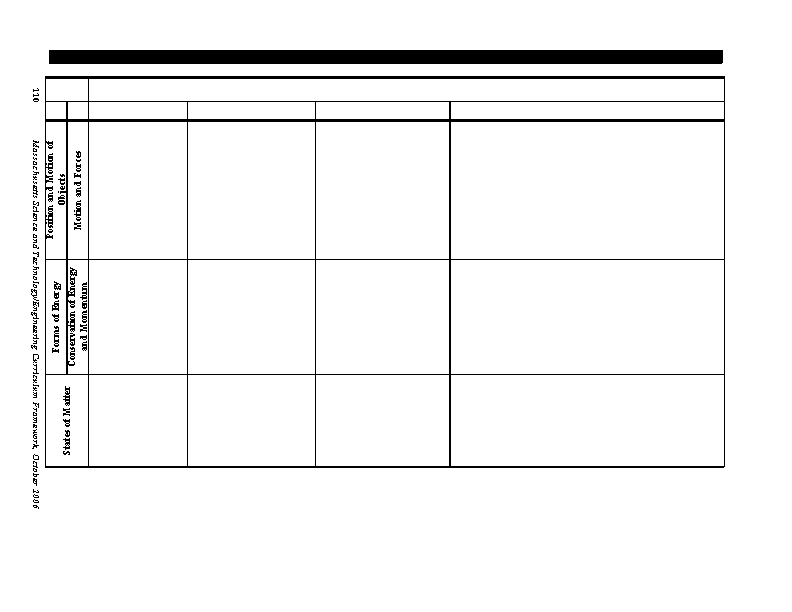 110
Massachusetts Science and Technology/Engineering Curriculum Framework, October 2006
Position and Motion of
Objects
Motion and Forces
Forms of Energy
Conservation of Energy
and Momentum
States of Matter